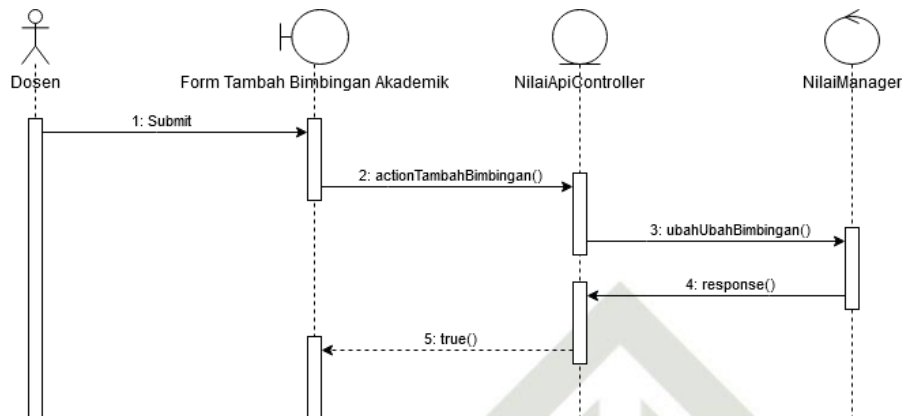 Dosen
Form Tambah Bimbingan Akademik
NilaiApiController
NilaiManager
1: Submit
2: actionTambahBimbingan()
3: ubahUbahBimbingan()
4: response()
5: true()